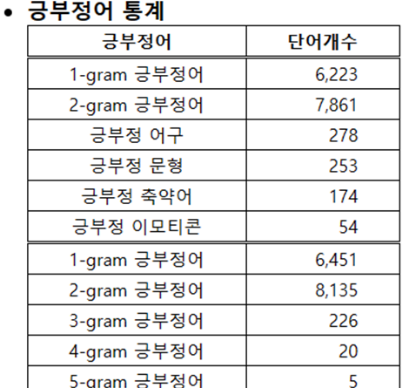 • 긍부정어 통계
긍부정어 단어개수
1-gram 긍부정어 6,223
2-gram 긍부정어 7,861
긍부정 어구 278
긍부정 문형 253
긍부정 축약어 174
긍부정 이모티콘 54
1-gram 긍부정어 6,451
2-gram 긍부정어 8,135
3-gram 긍부정어 226
4-gram 긍부정어 20
5-gram 긍부정어 5